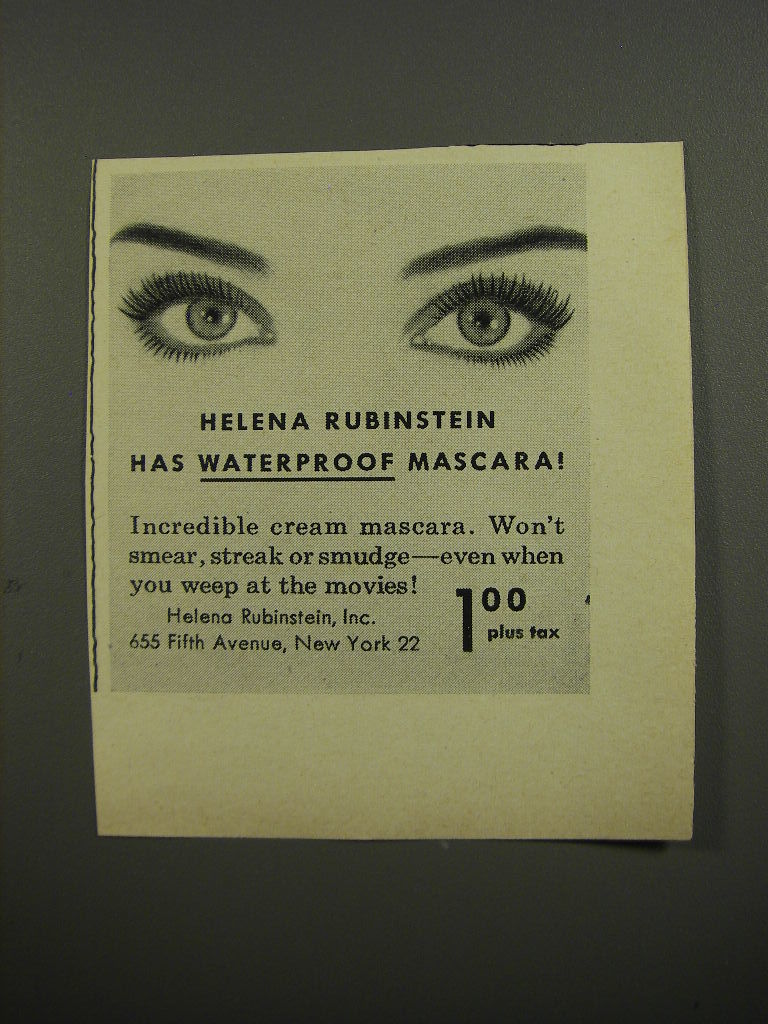 HELENA RUBINSTEIN
HAS WATERPROOF MASCARA!
Incredible cream mascara. Won't
smear, streak or smudge—even when
you weep at the movies!
Helena Rubinstein, Inc.
655 Fifth Avenue, New York 22
1 00
plus tax